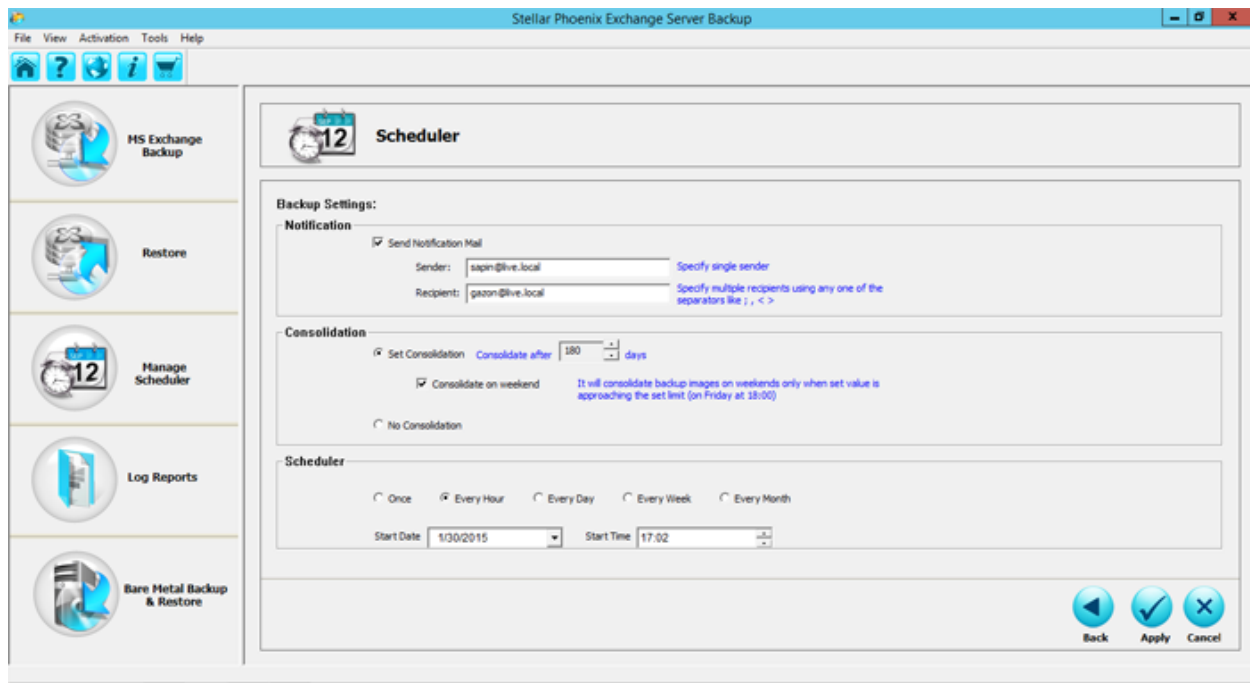 Stellar Phoenix Exchange Server Backup
File View Activation Tools Help
MS Exchange
Backup
Restore
12
Manage
Scheduler
Log Reports
Bare Metal Backup
& Restore
12
Scheduler
Backup Settings:
Notification
Send Notification Mail
Sender: sapin@live.local Specify single sender
Recipient: gazon@live.local Specify multiple recipients using any one of the
separators like ; , < >
Consolidation
Set Consolidation Consolidate after 180 days
Consolidate on weekend It will consolidate backup images on weekends only when set value is
approaching the set limit (on Friday at 18:00)
No Consolidation
Scheduler
Once Every Hour Every Day Every Week Every Month
Start Date 1/30/2015 Start Time 17:02
Back Apply Cancel